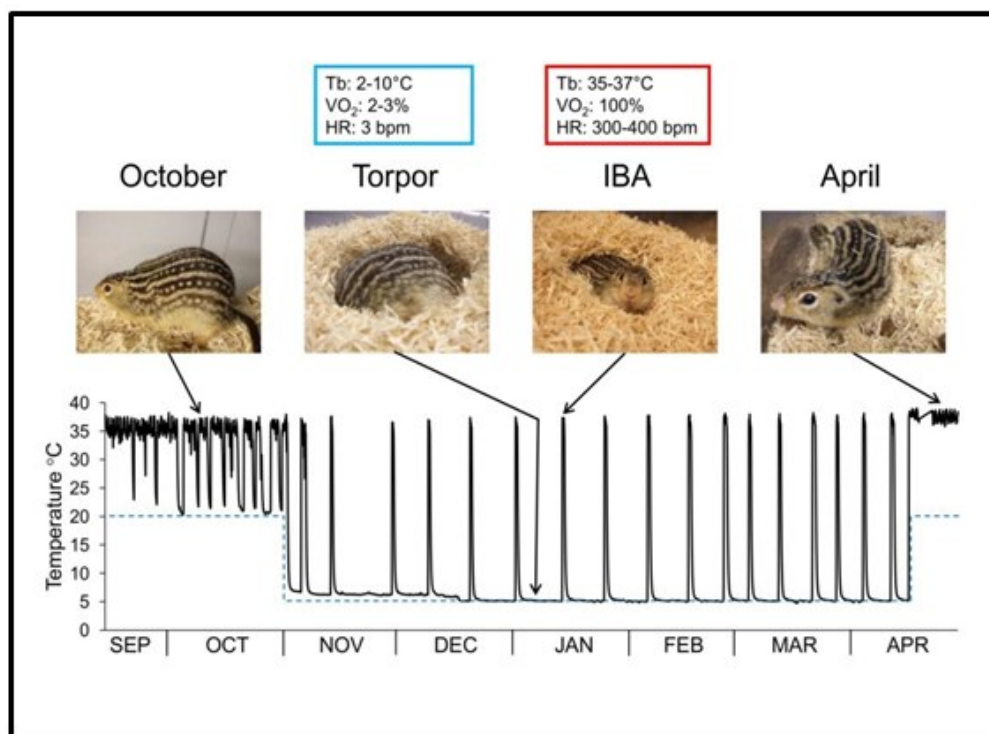 Tb: 2-10°C
VO₂: 2-3%
HR: 3 bpm
Tb: 35-37°C
VO₂: 100%
HR: 300-400 bpm
October
Torpor
IBA
April
Temperature °C
40
35
30
25
20
15
10
5
0
SEP
OCT
NOV
DEC
JAN
FEB
MAR
APR